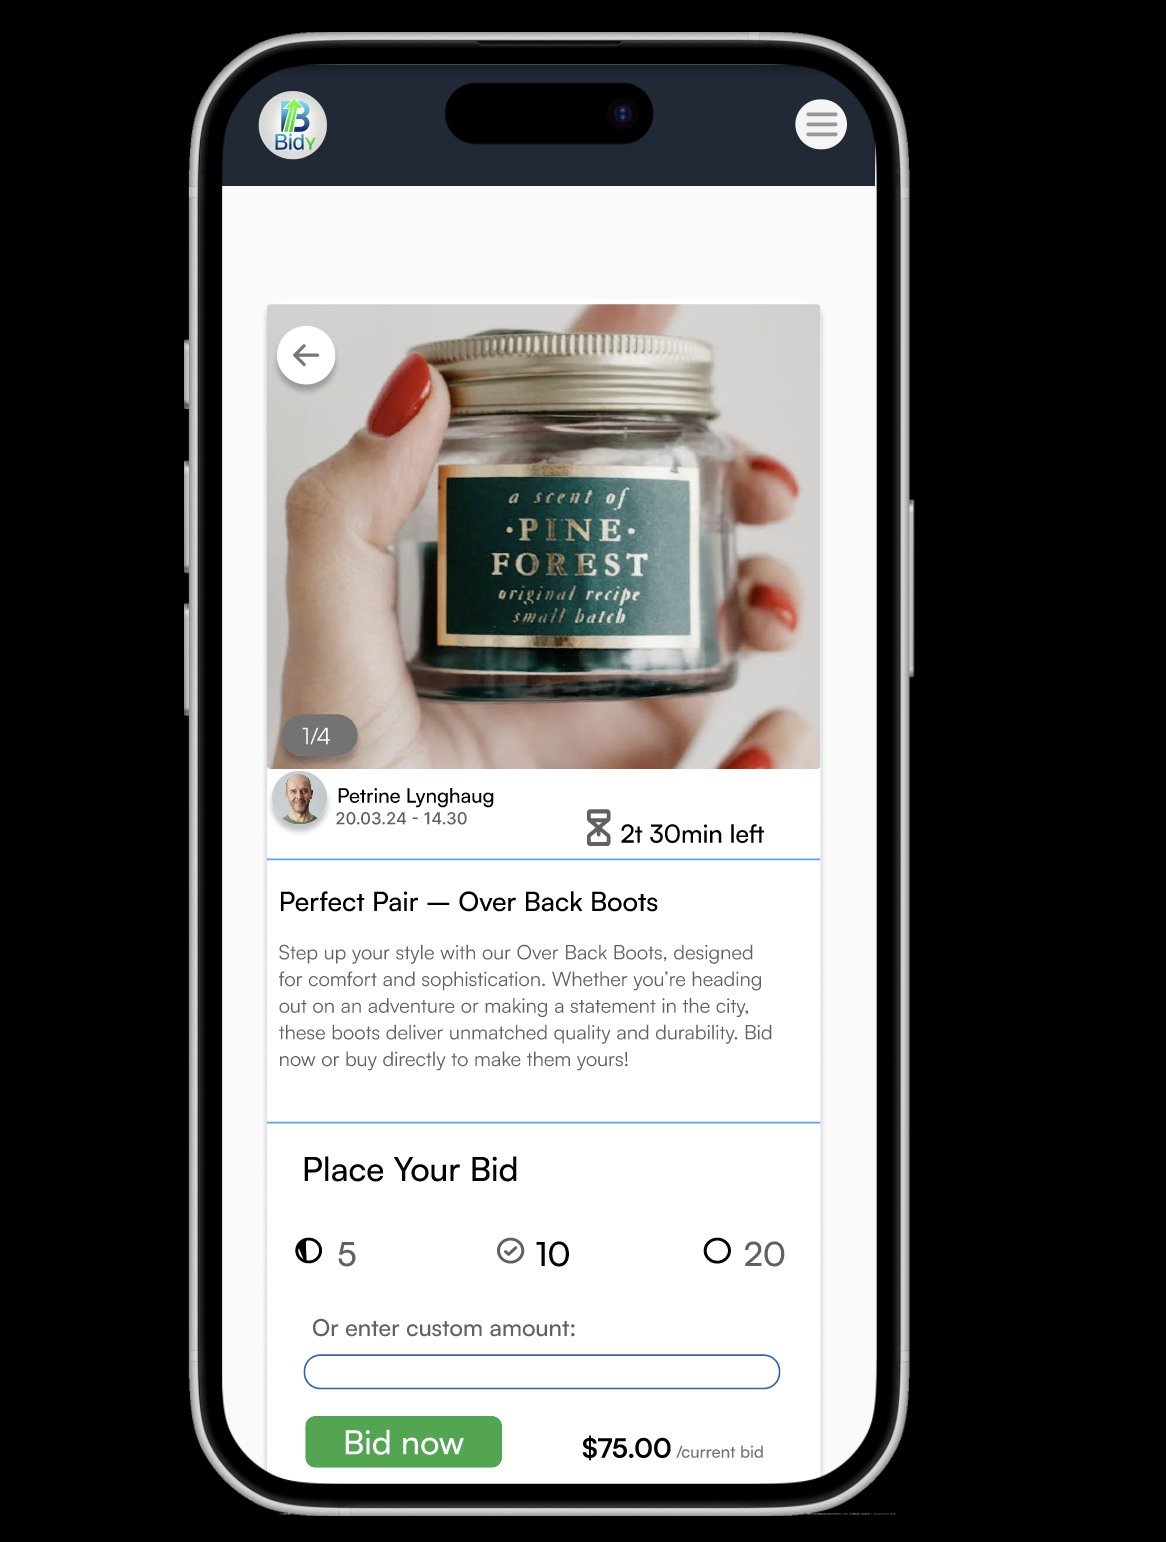 Bidy
a scent of
·PINE·
FOREST
original recipe
small batch
1/4
Petrine Lynghaug
20.03.24 - 14.30
2t 30min left
Perfect Pair — Over Back Boots
Step up your style with our Over Back Boots, designed
for comfort and sophistication. Whether you’re heading
out on an adventure or making a statement in the city,
these boots deliver unmatched quality and durability. Bid
now or buy directly to make them yours!
Place Your Bid
5 10 20
Or enter custom amount:
Bid now $75.00 /current bid